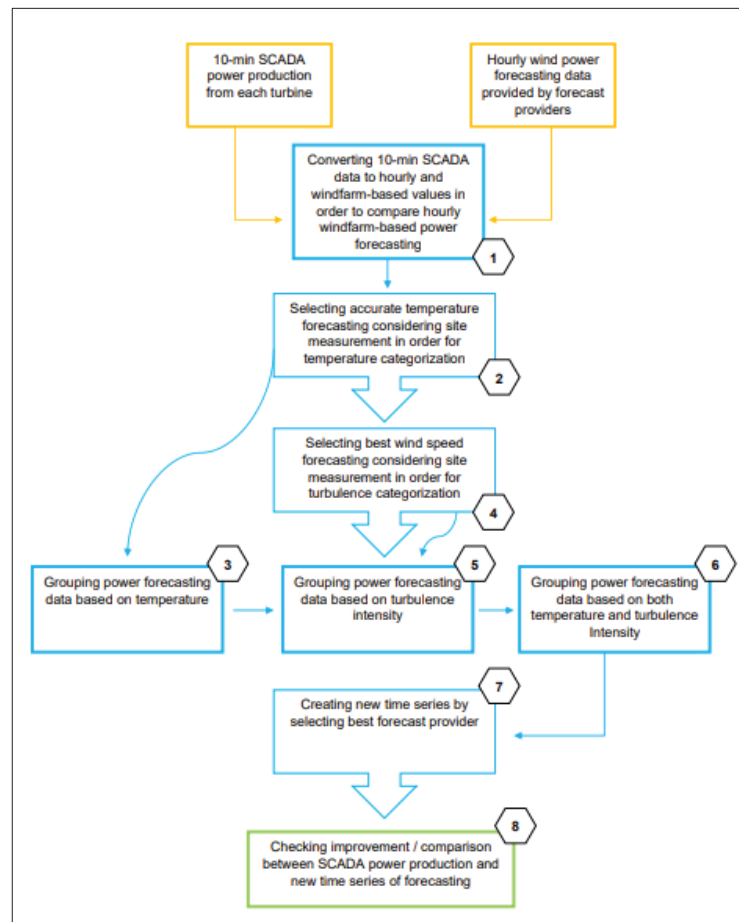 10-min SCADA
power production
from each turbine
Hourly wind power
forecasting data
provided by forecast
providers
Converting 10-min SCADA
data to hourly and
windfarm-based values in
order to compare hourly
windfarm-based power
forecasting
1
Selecting accurate temperature
forecasting considering site
measurement in order for
temperature categorization
2
Selecting best wind speed
forecasting considering site
measurement in order for
turbulence categorization
4
3
Grouping power forecasting
data based on temperature
5
Grouping power forecasting
data based on turbulence
intensity
6
Grouping power forecasting
data based on both
temperature and turbulence
Intensity
7
Creating new time series by
selecting best forecast
provider
8
Checking improvement / comparison
between SCADA power production and
new time series of forecasting